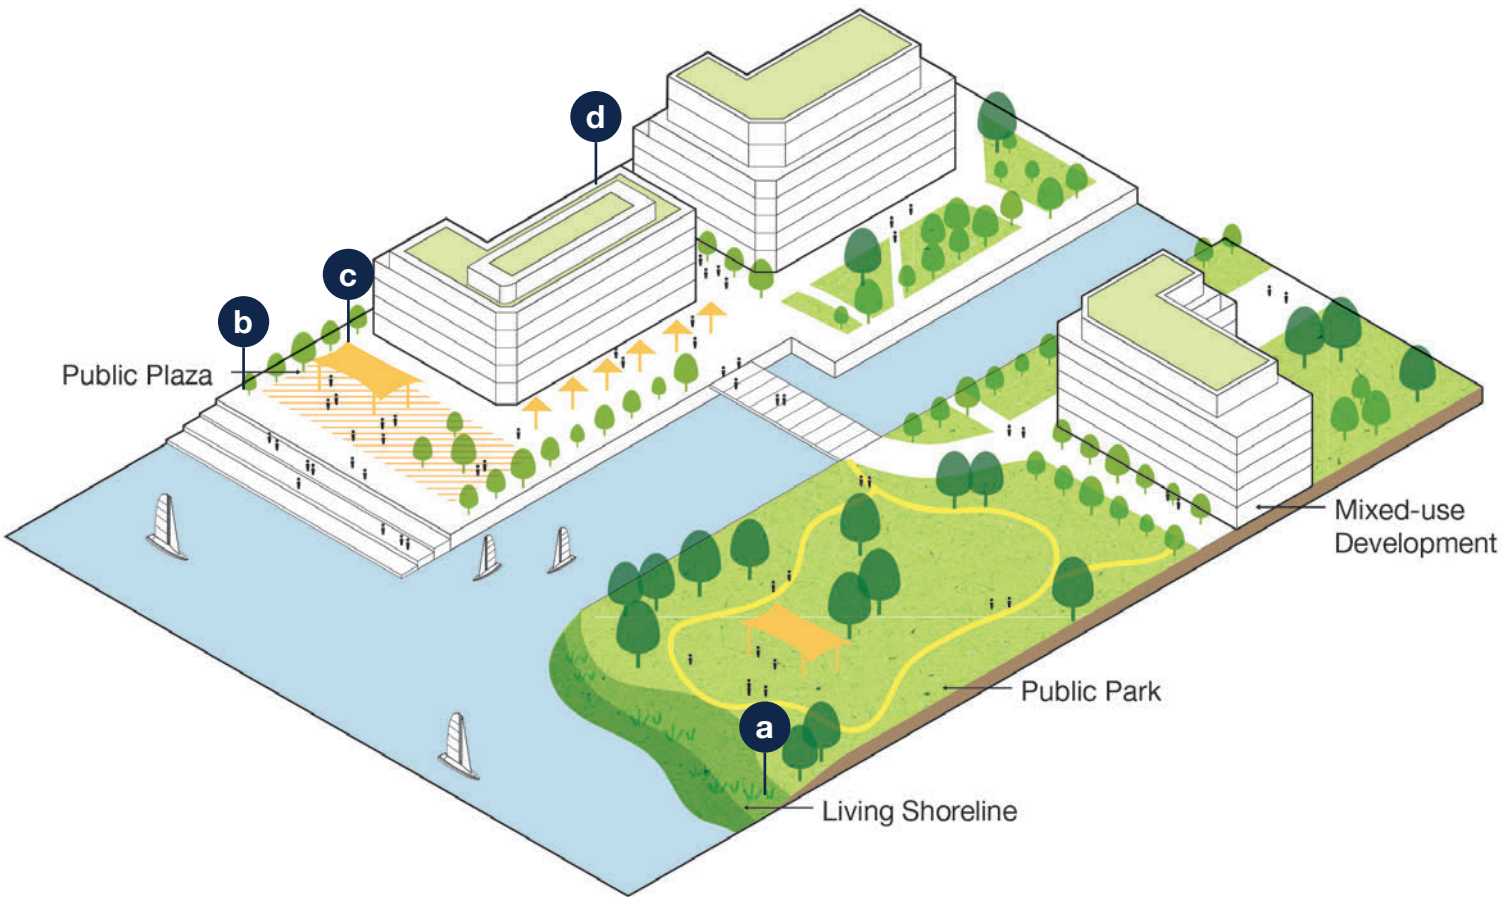 d
c
b
Public Plaza
Mixed-use
Development
Public Park
a
Living Shoreline